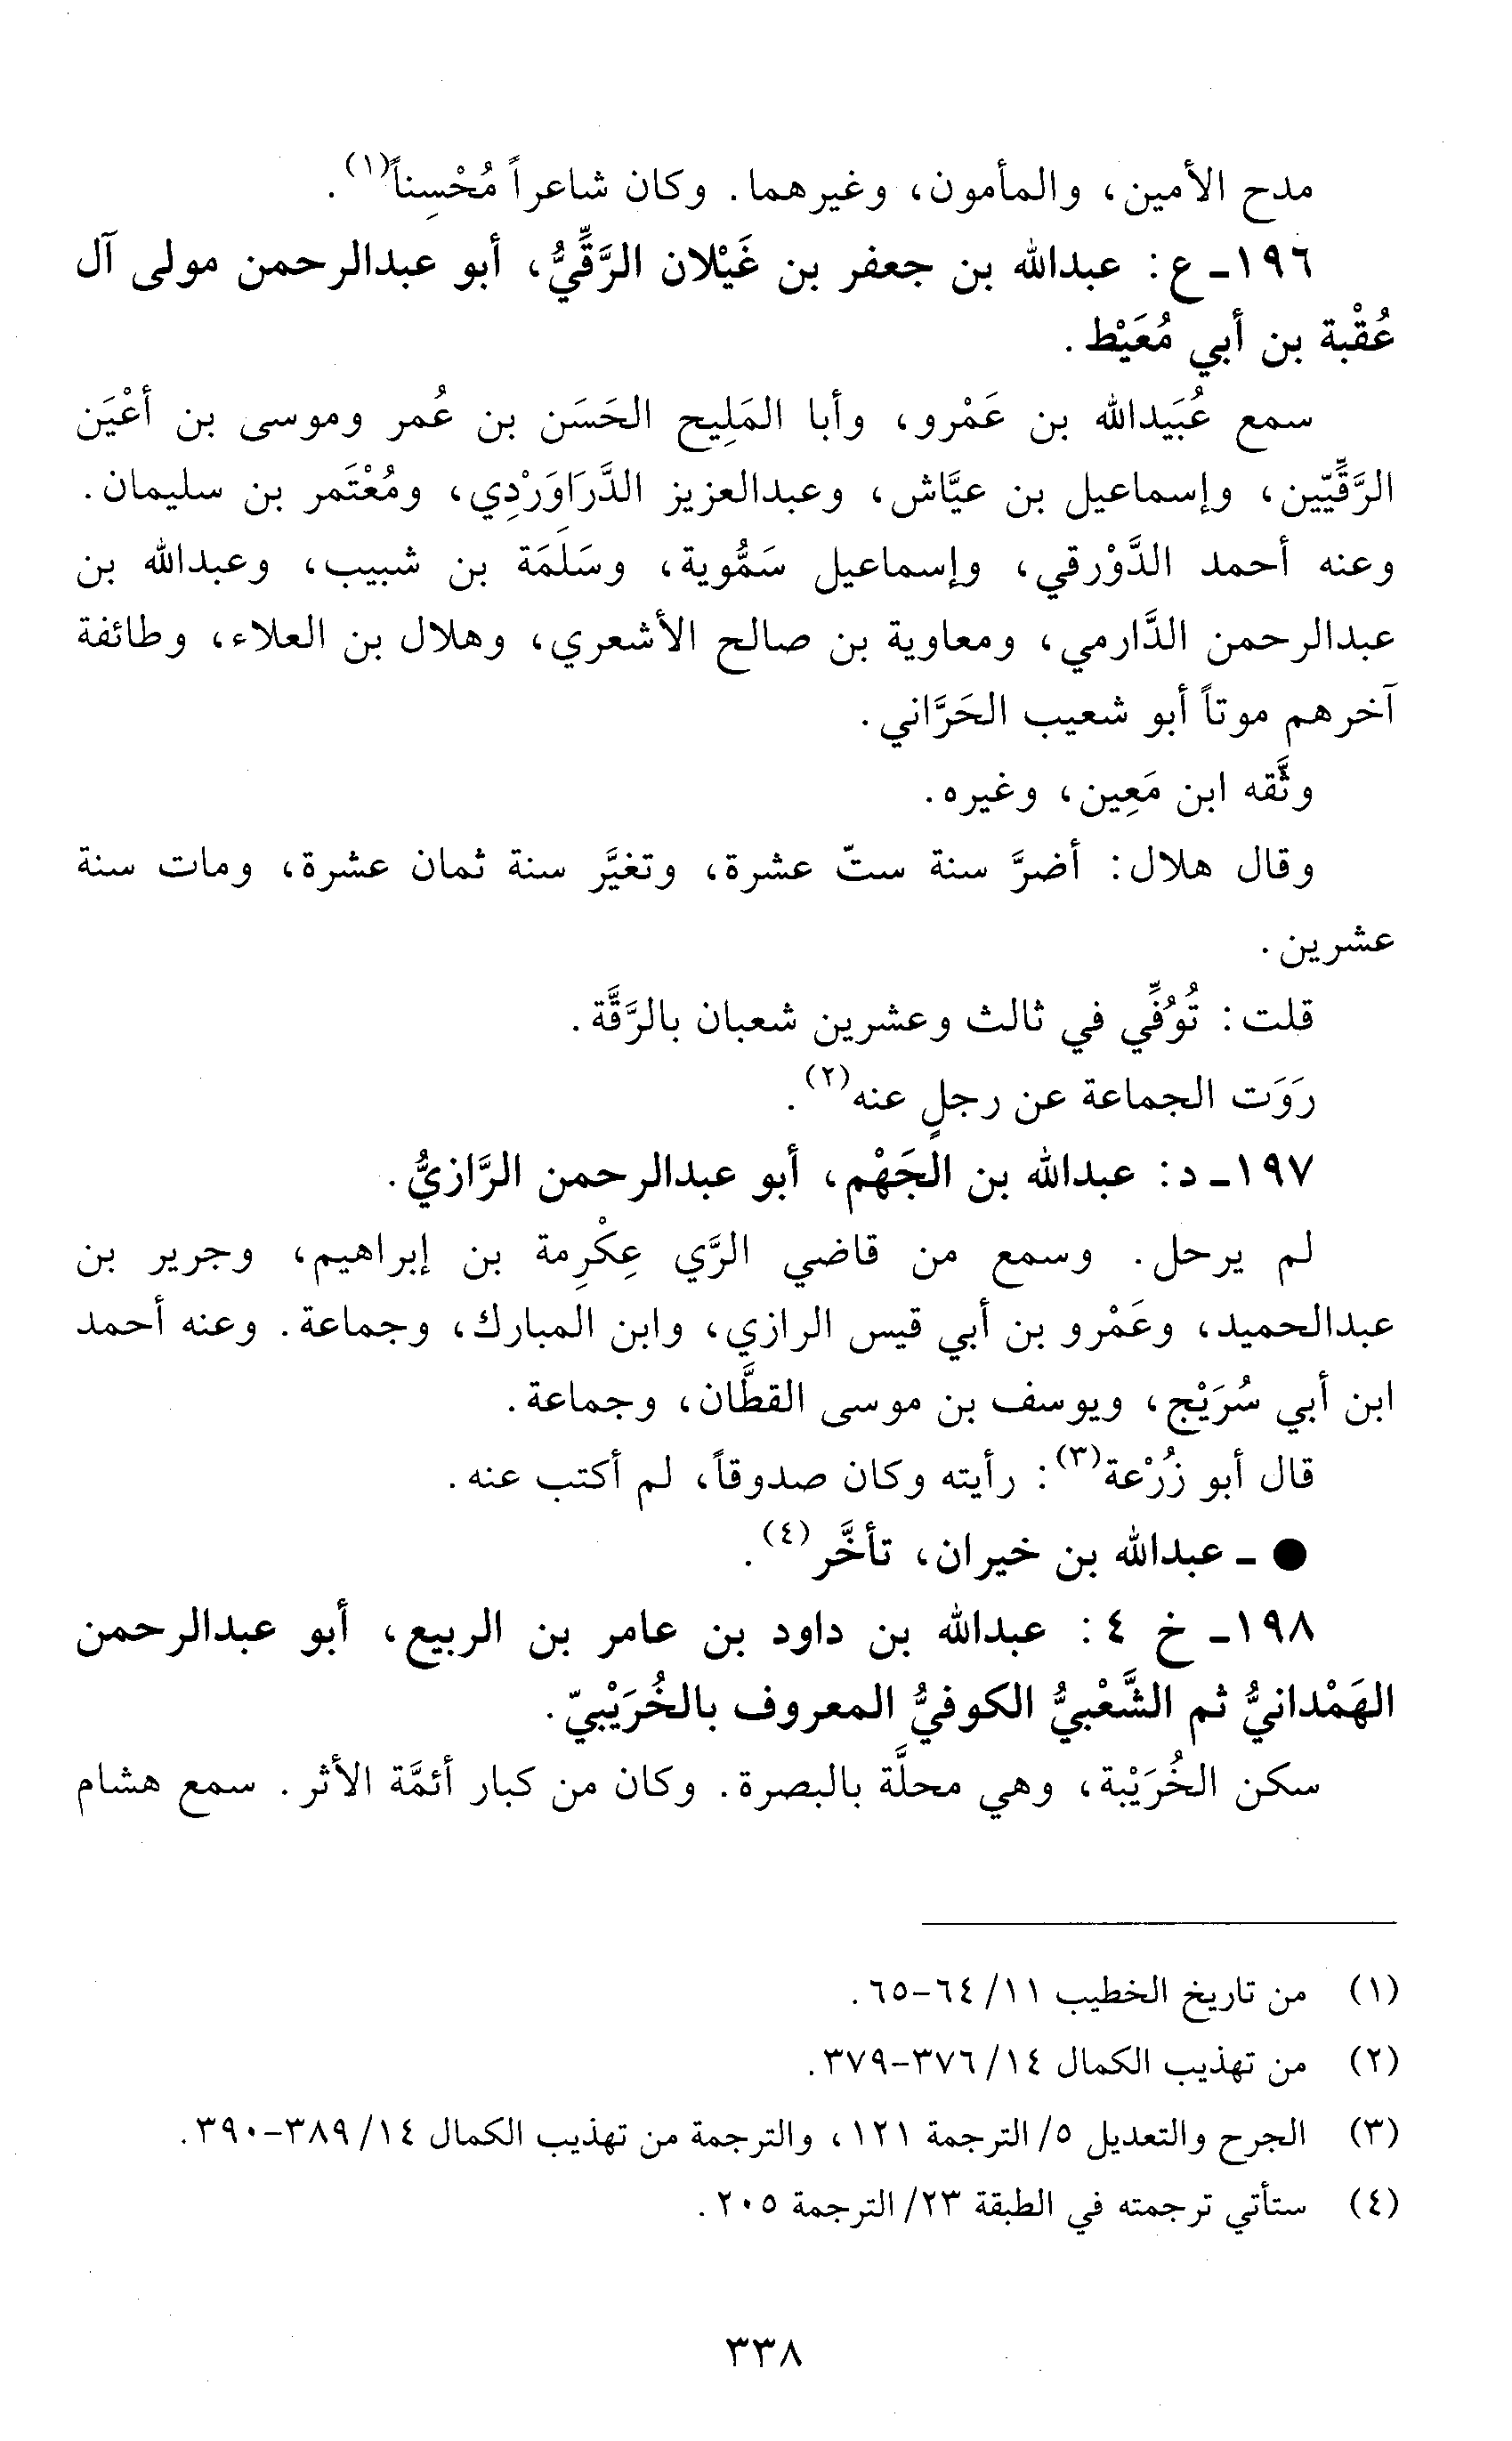 مدح الأمين، والمأمون، وغيرهما. وكان شاعراً مُحْسِناً(١).
١٩٦ـ ع: عبدالله بن جعفر بن غَيْلان الرَّقِّيُّ، أبو عبدالرحمن مولى آل
عُقْبة بن أبي مُعَيْط.
سمع عُبَيدالله بن عَمْرو، وأبا المَلِيح الحَسَن بن عُمر وموسى بن أعْيَن
الرَّقِّيّين، وإسماعيل بن عيَّاش، وعبدالعزيز الدَّرَاوَرْدِي، ومُعْتَمر بن سليمان.
وعنه أحمد الدَّوْرقي، وإسماعيل سَمُّوية، وسَلَمَة بن شبيب، وعبدالله بن
عبدالرحمن الدَّارمي، ومعاوية بن صالح الأشعري، وهلال بن العلاء، وطائفة
آخرهم موتاً أبو شعيب الحَرَّاني.
وثَّقه ابن مَعِين، وغيره.
وقال هلال: أضرَّ سنة ستّ عشرة، وتغيَّر سنة ثمان عشرة، ومات سنة
عشرين.
قلت: تُوُفِّي في ثالث وعشرين شعبان بالرَّقَّة.
رَوَت الجماعة عن رجلٍ عنه(٢).
١٩٧ـ د: عبدالله بن الجَهْم، أبو عبدالرحمن الرَّازيُّ.
لم يرحل. وسمع من قاضي الرَّي عِكْرِمة بن إبراهيم، وجرير بن
عبدالحميد، وعَمْرو بن أبي قيس الرازي، وابن المبارك، وجماعة. وعنه أحمد
ابن أبي سُرَيْج، ويوسف بن موسى القطَّان، وجماعة.
قال أبو زُرْعة(٣): رأيته وكان صدوقاً، لم أكتب عنه.
● ـ عبدالله بن خيران، تأخَّر(٤).
١٩٨ـ خ ٤: عبدالله بن داود بن عامر بن الربيع، أبو عبدالرحمن
الهَمْدانيُّ ثم الشَّعْبيُّ الكوفيُّ المعروف بالخُرَيْبيّ.
سكن الخُرَيْبة، وهي محلَّة بالبصرة. وكان من كبار أئمَّة الأثر. سمع هشام
(١) من تاريخ الخطيب ١١/ ٦٤-٦٥.
(٢) من تهذيب الكمال ١٤/ ٣٧٦-٣٧٩.
(٣) الجرح والتعديل ٥/ الترجمة ١٢١، والترجمة من تهذيب الكمال ١٤/ ٣٨٩-٣٩٠.
(٤) ستأتي ترجمته في الطبقة ٢٣/ الترجمة ٢٠٥.
٣٣٨